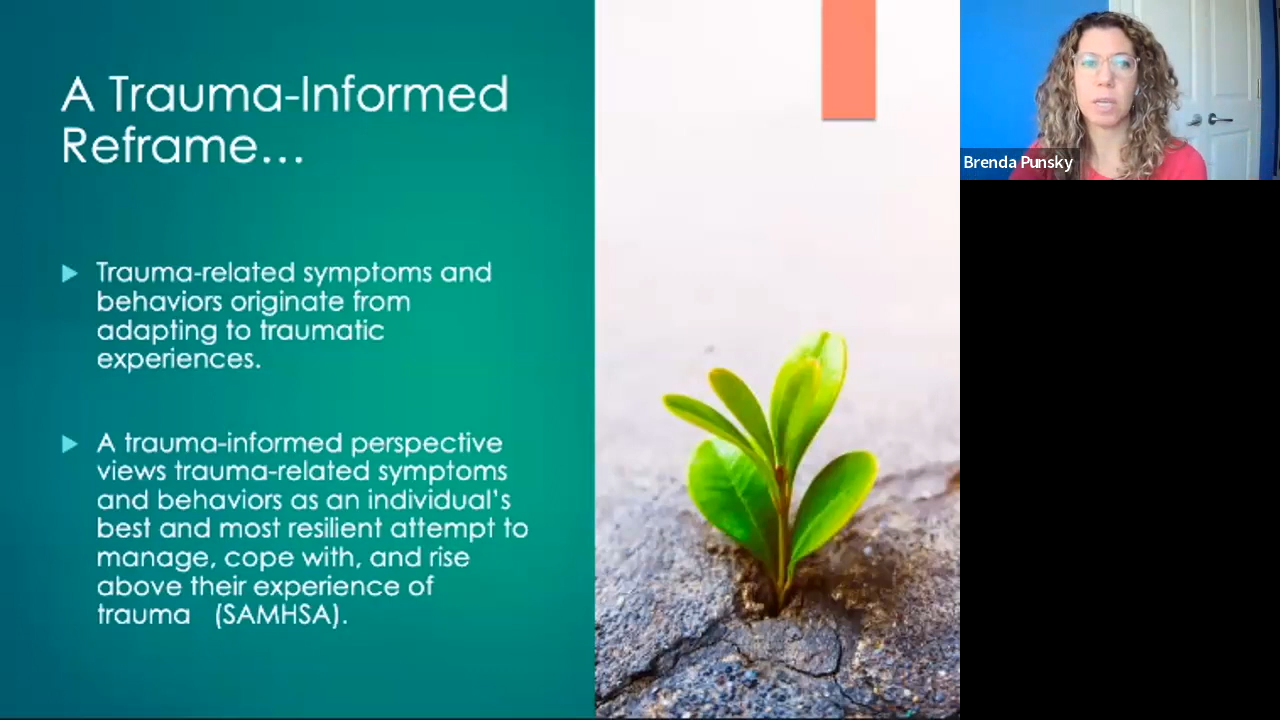 A Trauma-Informed
Reframe...
Trauma-related symptoms and
behaviors originate from
adapting to traumatic
experiences.
A trauma-informed perspective
views trauma-related symptoms
and behaviors as an individual's
best and most resilient attempt to
manage, cope with, and rise
above their experience of
trauma (SAMHSA).
Brenda Punsky